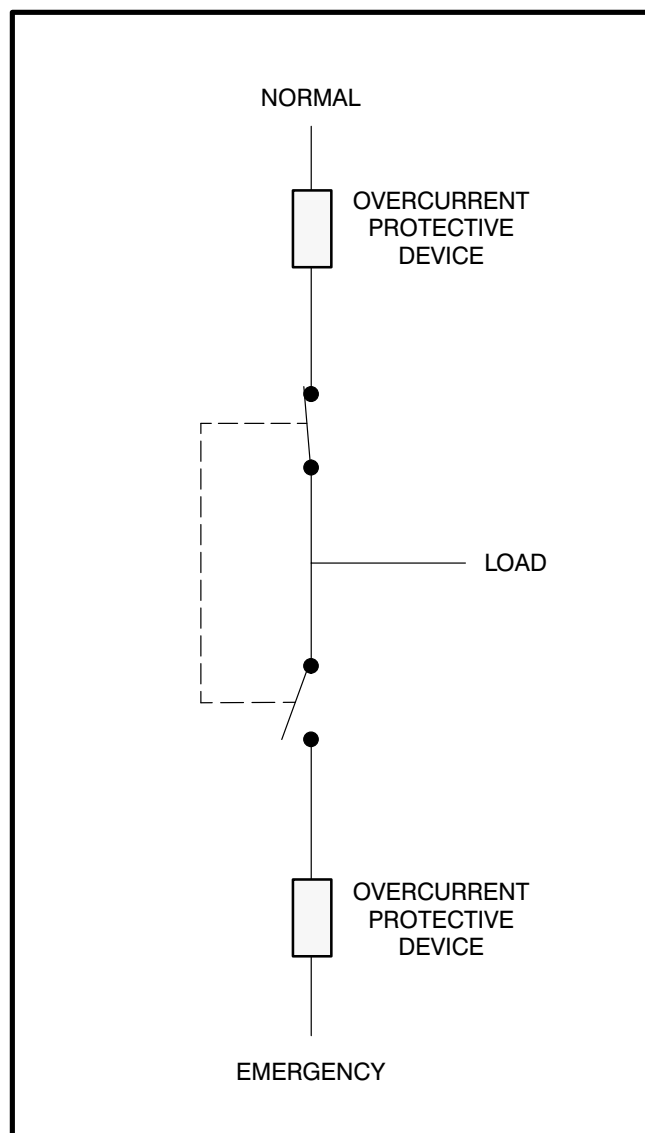 NORMAL
OVERCURRENT
PROTECTIVE
DEVICE
LOAD
OVERCURRENT
PROTECTIVE
DEVICE
EMERGENCY